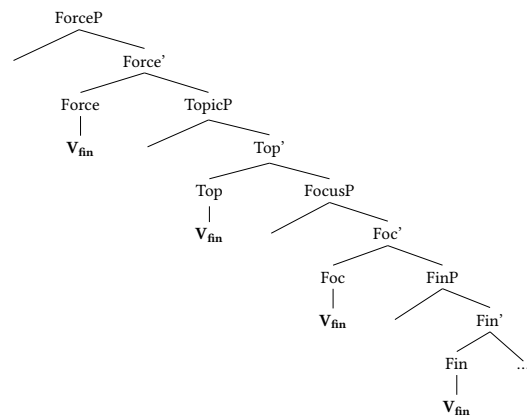 ForceP
Force’
Force TopicP
V_fin Top’
Top FocusP
V_fin Foc’
Foc FinP
V_fin Fin’
Fin ...
V_fin